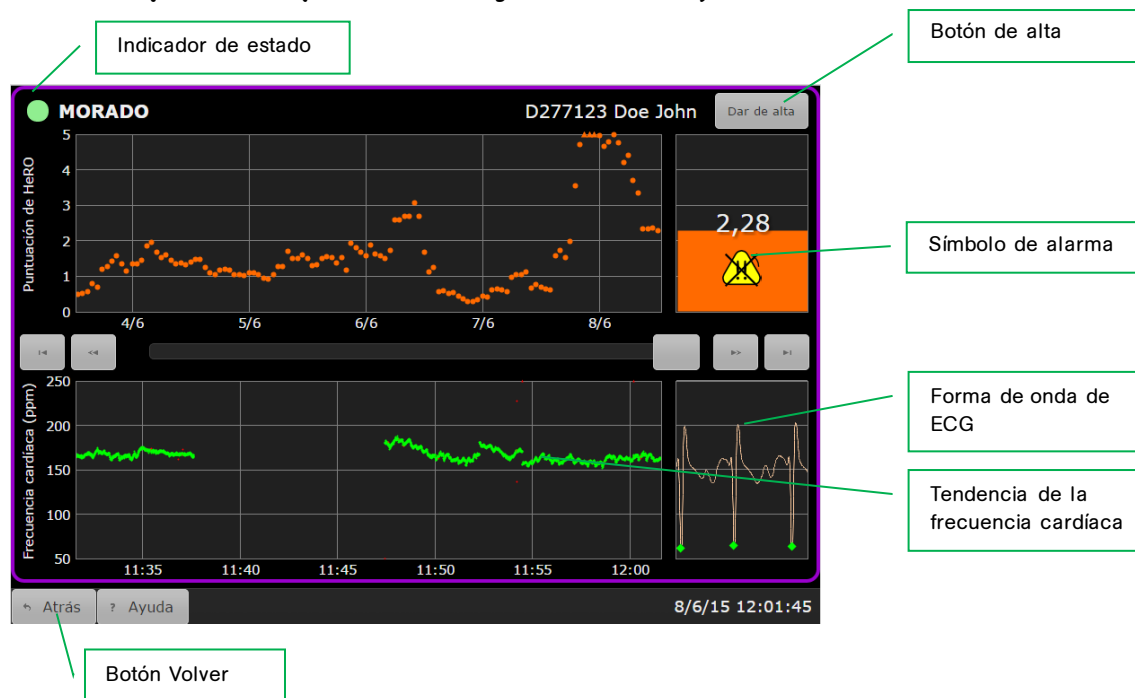 Indicador de estado
Botón de alta
MORADO
D277123 Doe John
Dar de alta
Puntuación de HeRO
5
4
3
2
1
0
4/6
5/6
6/6
7/6
8/6
2,28
Símbolo de alarma
Frecuencia cardíaca (ppm)
250
200
150
100
50
11:35
11:40
11:45
11:50
11:55
12:00
Forma de onda de
ECG
Tendencia de la
frecuencia cardíaca
Atrás
? Ayuda
8/6/15 12:01:45
Botón Volver